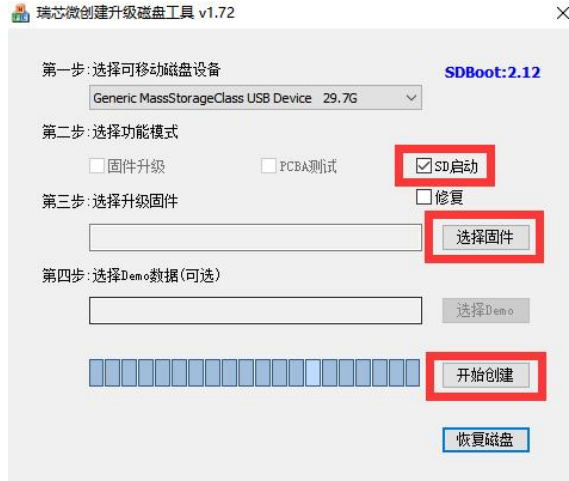 瑞芯微创建升级磁盘工具 v1.72
第一步:选择可移动磁盘设备
SDBoot:2.12
Generic MassStorageClass USB Device 29.7G
第二步:选择功能模式
固件升级
PCBA测试
SD启动
第三步:选择升级固件
修复
选择固件
第四步:选择Demo数据(可选)
选择Demo
开始创建
恢复磁盘